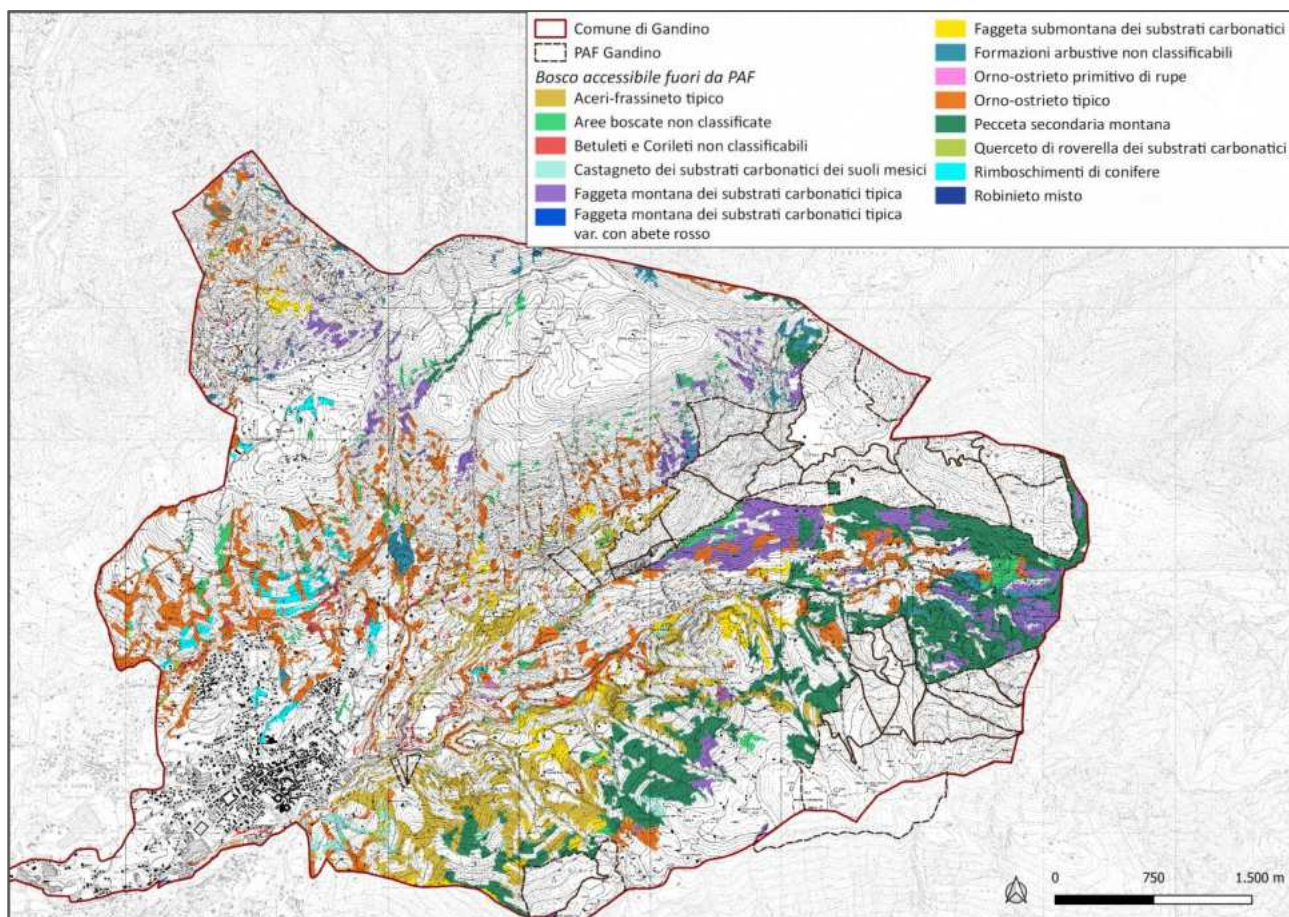 Comune di Gandino
PAF Gandino
Bosco accessibile fuori da PAF
Aceri-frassineto tipico
Aree boscate non classificate
Betuleti e Corileti non classificabili
Castagneto dei substrati carbonatici dei suoli mesici
Faggeta montana dei substrati carbonatici tipica
Faggeta montana dei substrati carbonatici tipica
var. con abete rosso
Faggeta submontana dei substrati carbonatici
Formazioni arbustive non classificabili
Orno-ostrieto primitivo di rupe
Orno-ostrieto tipico
Pecceta secondaria montana
Querceto di roverella dei substrati carbonatici
Rimboschimenti di conifere
Robinieto misto
0 750 1.500 m